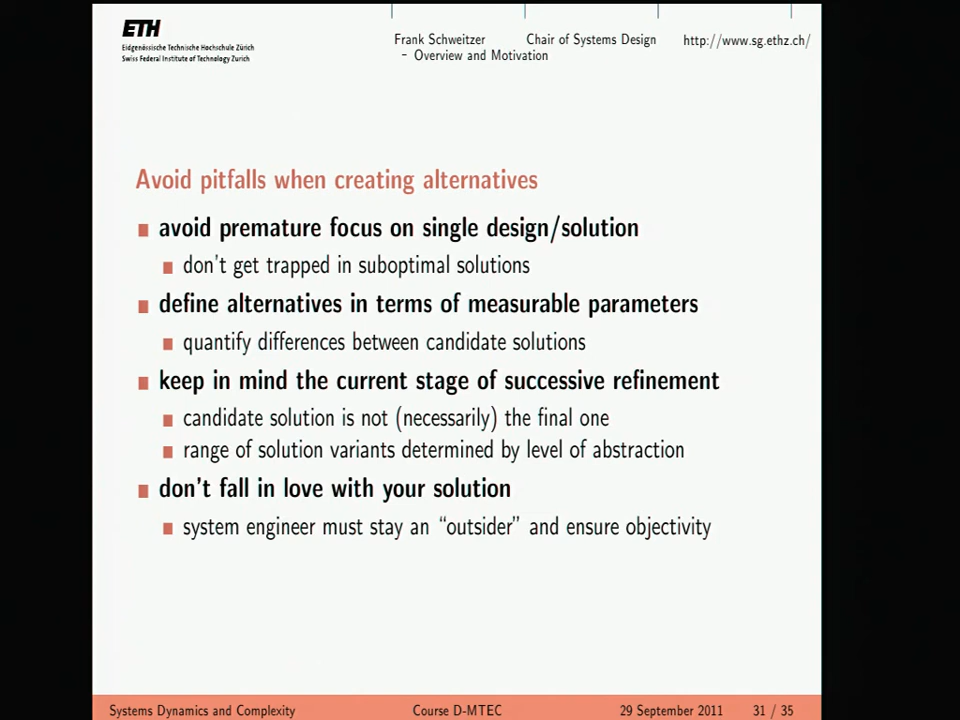 ETH
Eidgenössische Technische Hochschule Zürich
Swiss Federal Institute of Technology Zurich
Frank Schweitzer Chair of Systems Design http://www.sg.ethz.ch/
– Overview and Motivation
Avoid pitfalls when creating alternatives
avoid premature focus on single design/solution
don't get trapped in suboptimal solutions
define alternatives in terms of measurable parameters
quantify differences between candidate solutions
keep in mind the current stage of successive refinement
candidate solution is not (necessarily) the final one
range of solution variants determined by level of abstraction
don't fall in love with your solution
system engineer must stay an “outsider” and ensure objectivity
Systems Dynamics and Complexity Course D-MTEC 29 September 2011 31 / 35